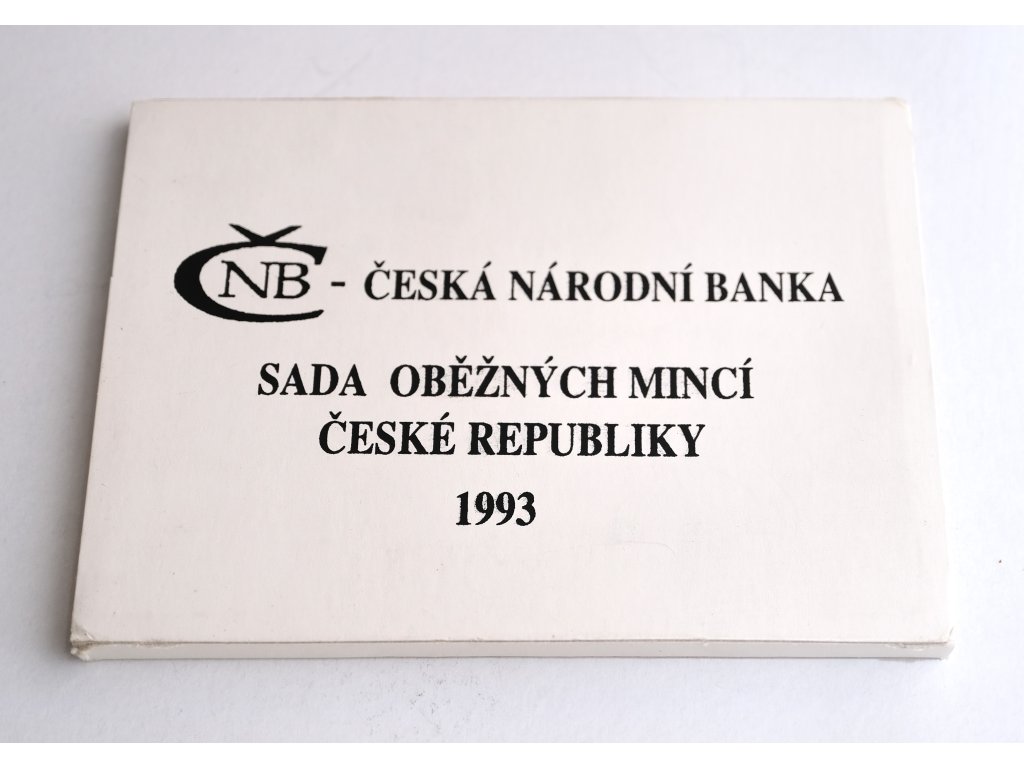 ČNB - ČESKÁ NÁRODNÍ BANKA
SADA OBĚŽNÝCH MINCÍ
ČESKÉ REPUBLIKY
1993